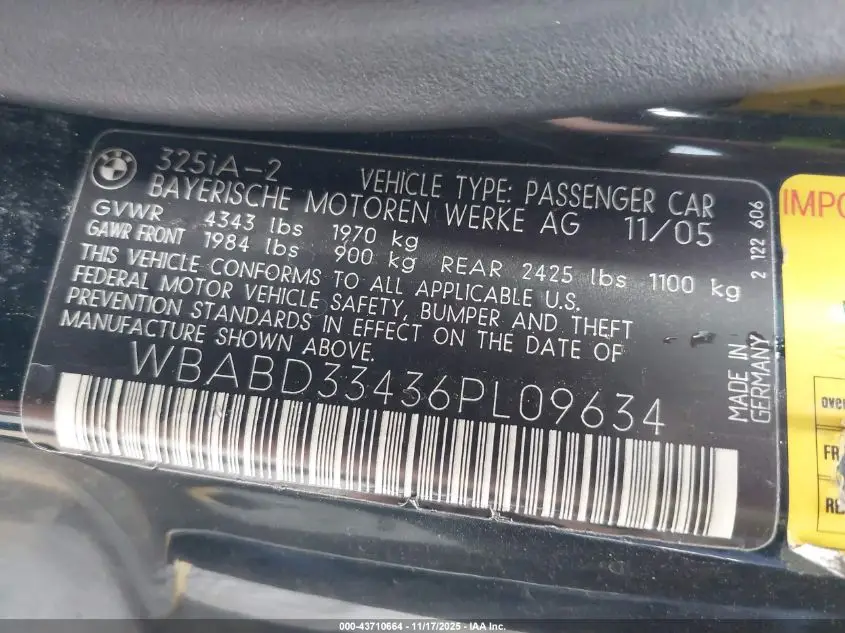 325iA-2
VEHICLE TYPE: PASSENGER CAR
BAYERISCHE MOTOREN WERKE AG 11/05
GVWR 4343 lbs 1970 kg
GAWR FRONT 1984 lbs 900 kg REAR 2425 lbs 1100 kg
THIS VEHICLE CONFORMS TO ALL APPLICABLE U.S.
FEDERAL MOTOR VEHICLE SAFETY, BUMPER AND THEFT
PREVENTION STANDARDS IN EFFECT ON THE DATE OF
MANUFACTURE SHOWN ABOVE.
WBABD33436PL09634
MADE IN
GERMANY
2 122 606
000-43710664 | 11/17/2025 | IAA Inc.